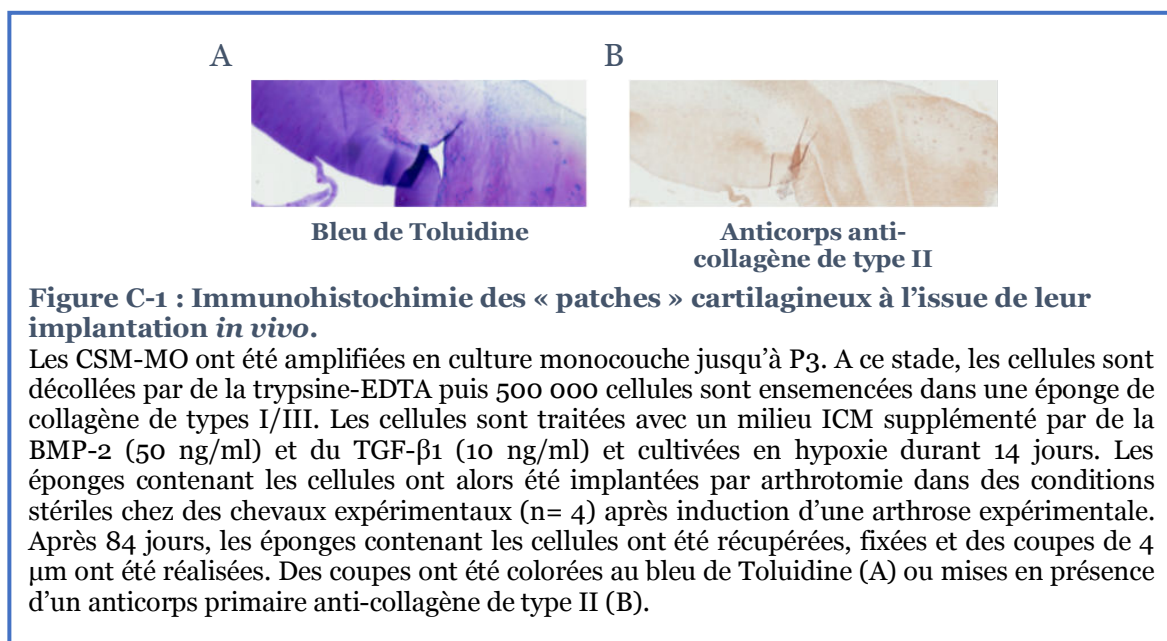 A
B
Bleu de Toluidine
Anticorps anti-
collagène de type II
Figure C-1 : Immunohistochimie des « patches » cartilagineux à l’issue de leur
implantation in vivo.
Les CSM-MO ont été amplifiées en culture monocouche jusqu’à P3. A ce stade, les cellules sont
décollées par de la trypsine-EDTA puis 500 000 cellules sont ensemencées dans une éponge de
collagène de types I/III. Les cellules sont traitées avec un milieu ICM supplémenté par de la
BMP-2 (50 ng/ml) et du TGF-β1 (10 ng/ml) et cultivées en hypoxie durant 14 jours. Les
éponges contenant les cellules ont alors été implantées par arthrotomie dans des conditions
stériles chez des chevaux expérimentaux (n= 4) après induction d’une arthrose expérimentale.
Après 84 jours, les éponges contenant les cellules ont été récupérées, fixées et des coupes de 4
µm ont été réalisées. Des coupes ont été colorées au bleu de Toluidine (A) ou mises en présence
d’un anticorps primaire anti-collagène de type II (B).